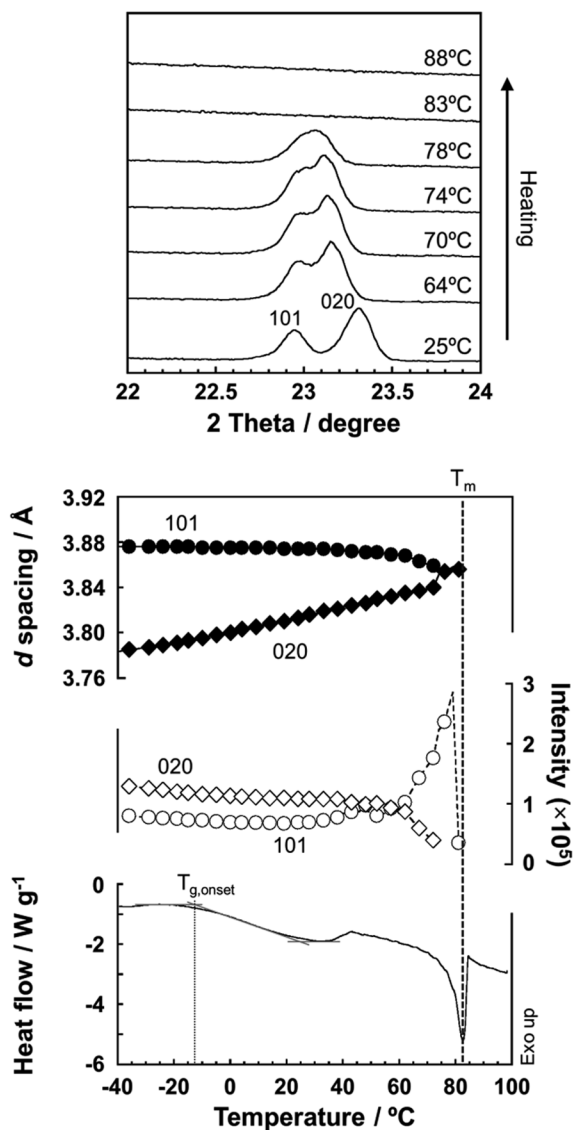 88ºC
83ºC
78ºC
74ºC
70ºC
64ºC
101 020
25ºC
Heating
22 22.5 23 23.5 24
2 Theta / degree
Tm
3.92
3.88
3.84
3.80
3.76
d spacing / Å
101
020
3
2
1
0
Intensity (×10⁵)
020
101
Tg,onset
0
-2
-4
-6
Heat flow / W g-1
Exo up
-40 -20 0 20 40 60 80 100
Temperature / ºC